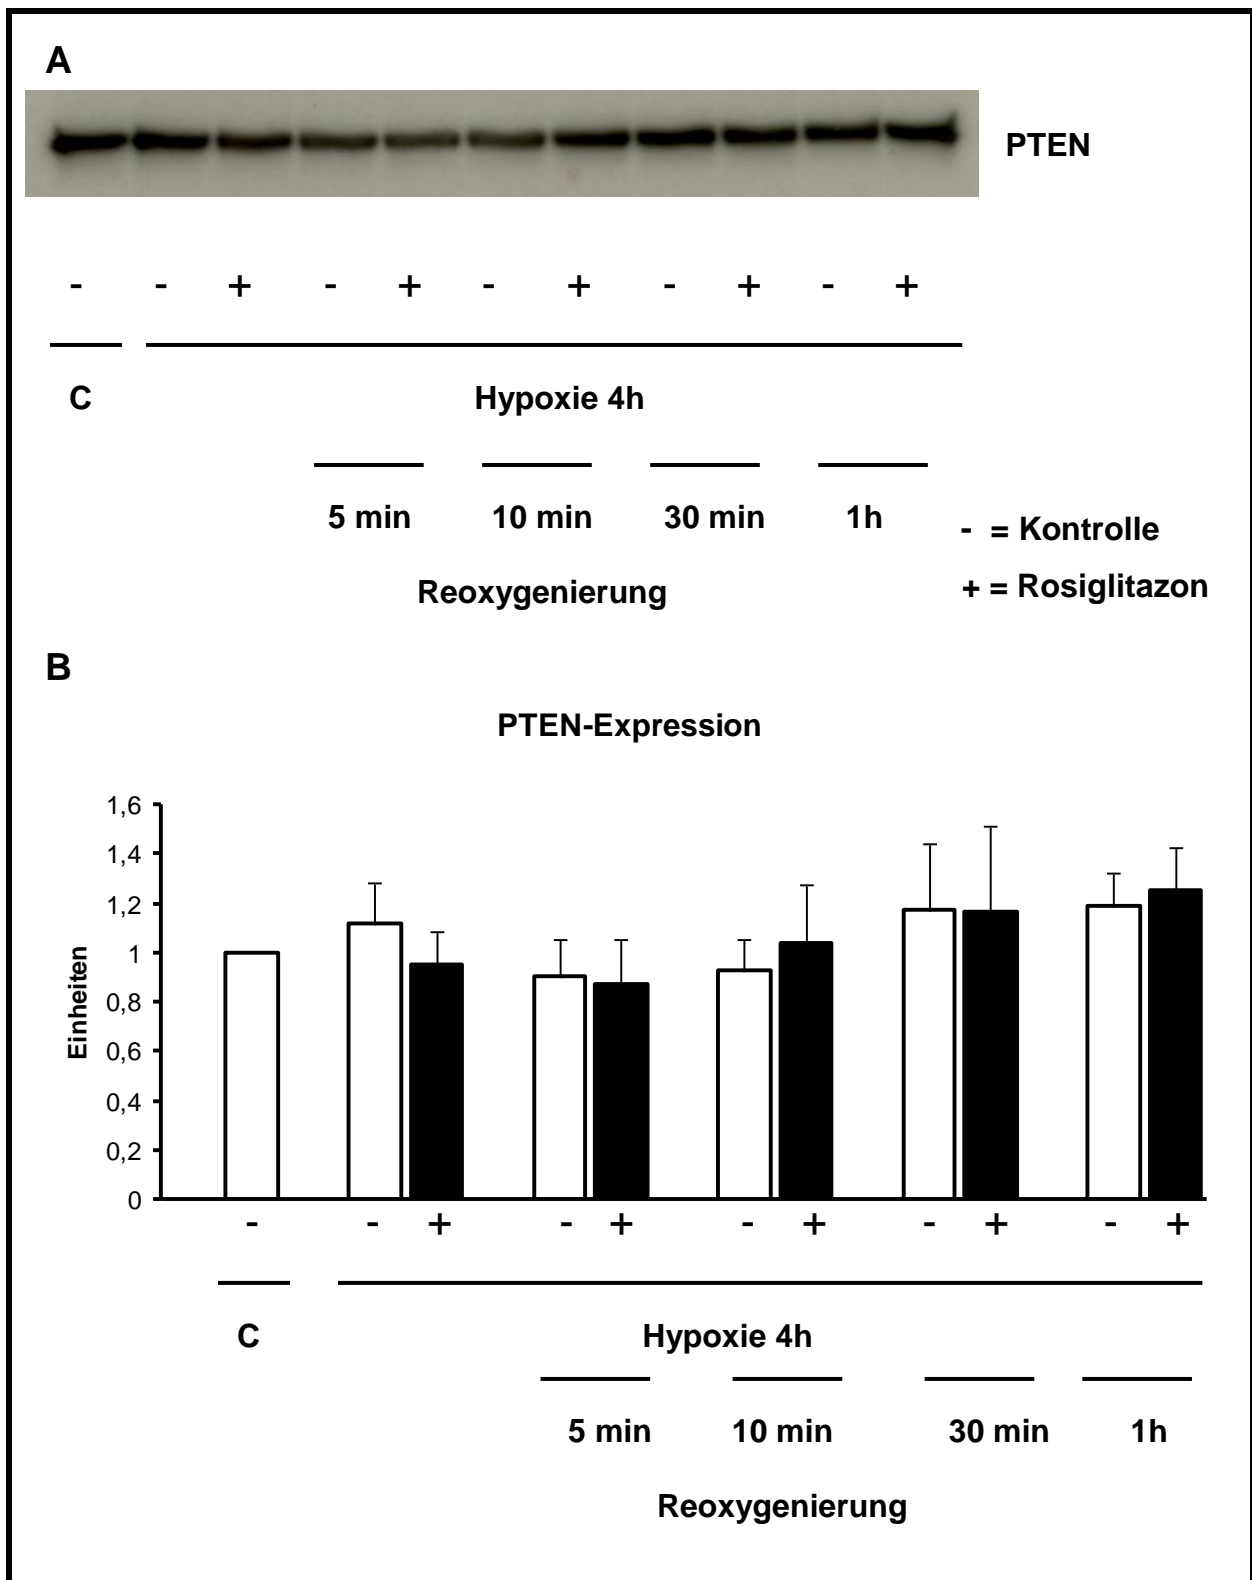 A
PTEN
- - + - + - + - + - +
C Hypoxie 4h
5 min 10 min 30 min 1h
- = Kontrolle
Reoxygenierung
+ = Rosiglitazon
B
PTEN-Expression
1,6
1,4
1,2
1
0,8
0,6
0,4
0,2
0
Einheiten
- - + - + - + - + - +
C Hypoxie 4h
5 min 10 min 30 min 1h
Reoxygenierung